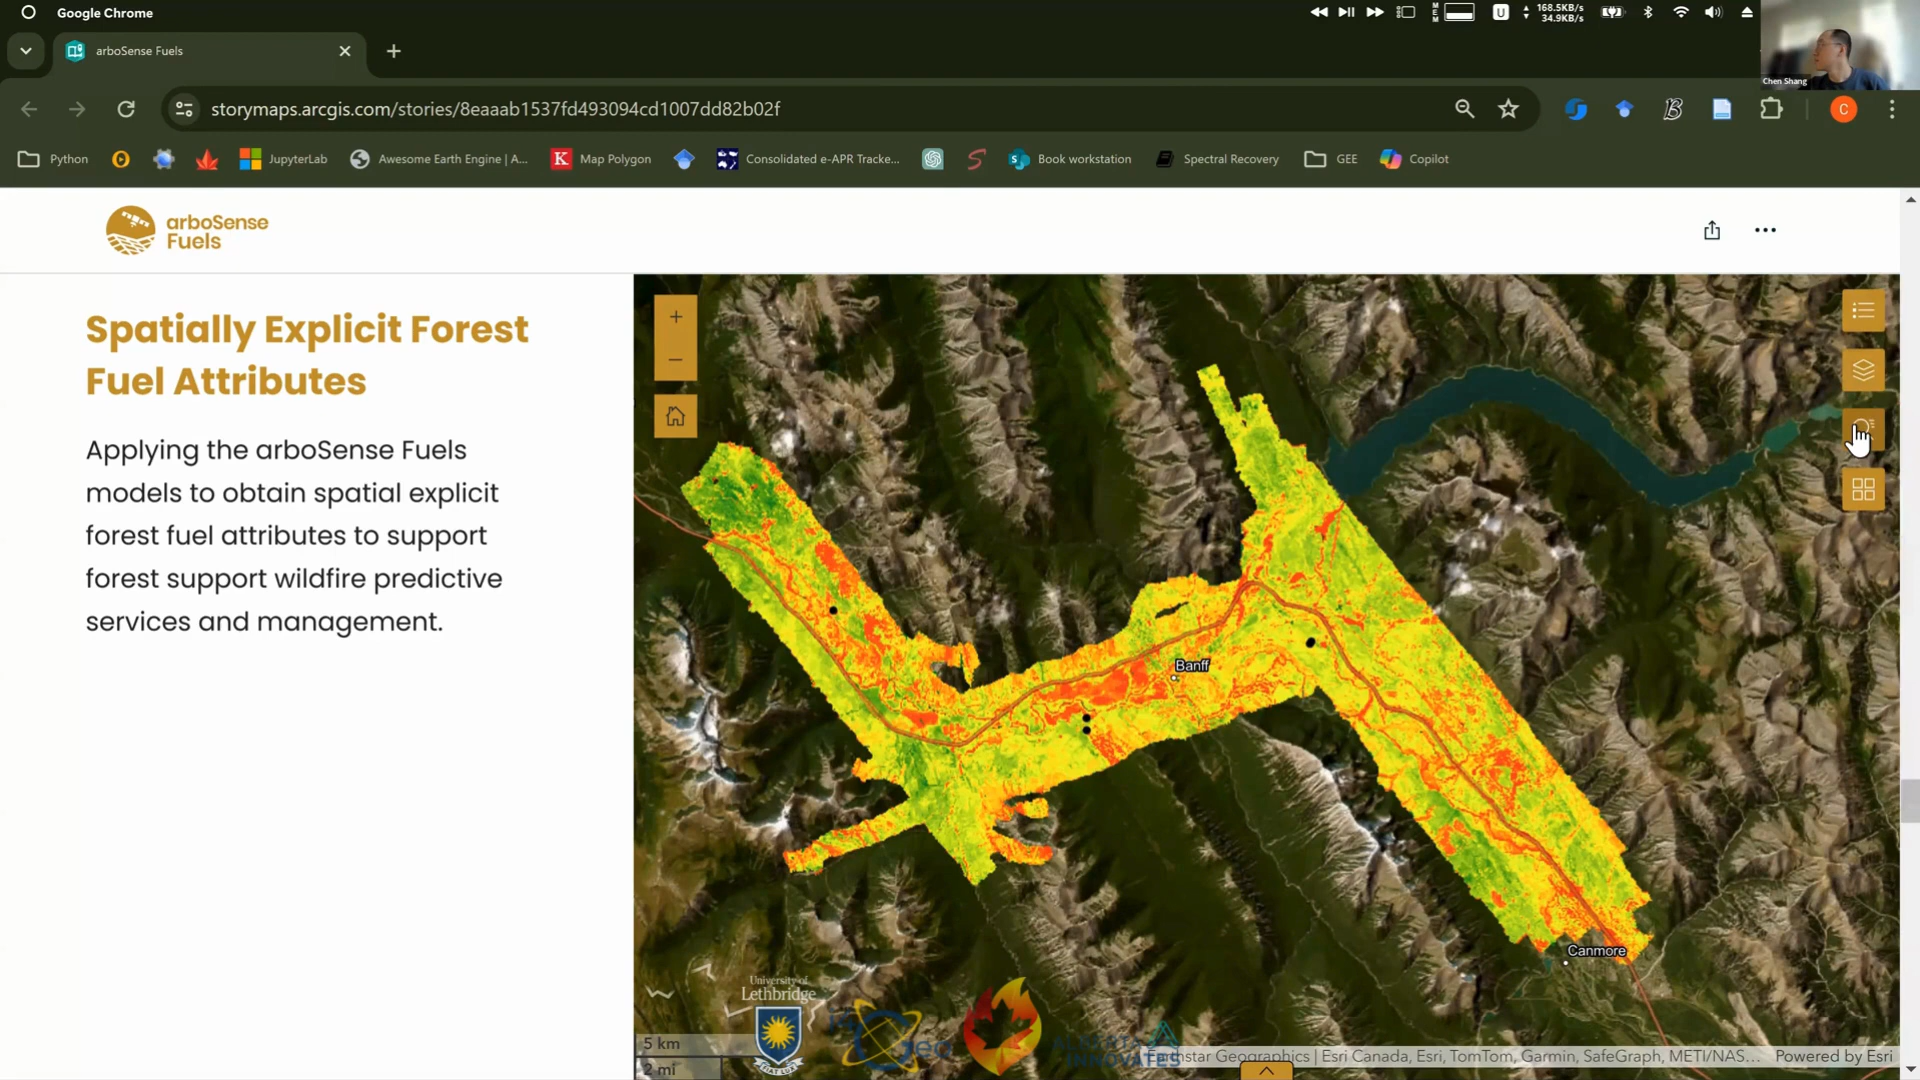 Google Chrome
M
E
M
U
168.5KB/s
34.9KB/s
arboSense Fuels
Chen Shang
storymaps.arcgis.com/stories/8eaaab1537fd493094cd1007dd82b02f
C
Python
JupyterLab
Awesome Earth Engine | A...
K
Map Polygon
Consolidated e-APR Tracke...
Book workstation
Spectral Recovery
GEE
Copilot
arboSense
Fuels
Spatially Explicit Forest
Fuel Attributes
Applying the arboSense Fuels
models to obtain spatial explicit
forest fuel attributes to support
forest support wildfire predictive
services and management.
Banff
Canmore
University of
Lethbridge
FIAT LUX
5 km
2 mi
Earthstar Geographics | Esri Canada, Esri, TomTom, Garmin, SafeGraph, METI/NAS...
Powered by Esri